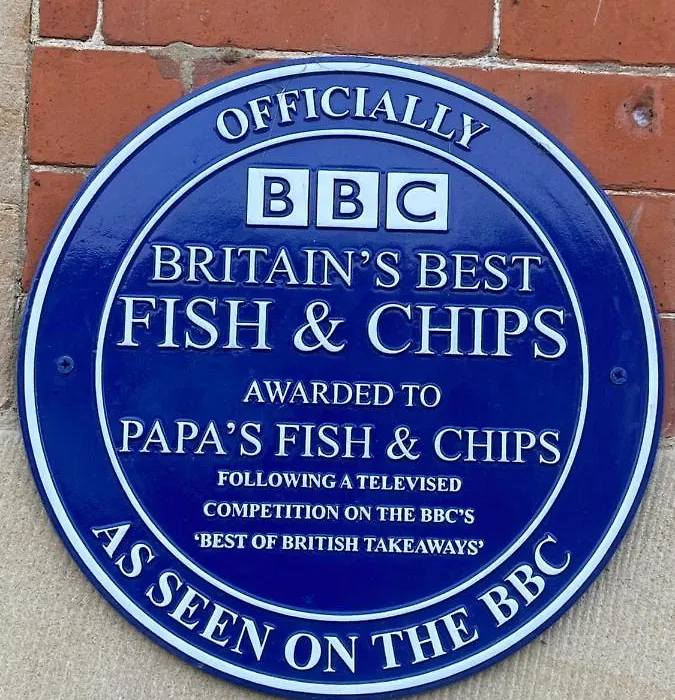 OFFICIALLY
BBC
BRITAIN'S BEST
FISH & CHIPS
AWARDED TO
PAPA'S FISH & CHIPS
FOLLOWING A TELEVISED
COMPETITION ON THE BBC'S
'BEST OF BRITISH TAKEAWAYS'
AS SEEN ON THE BBC